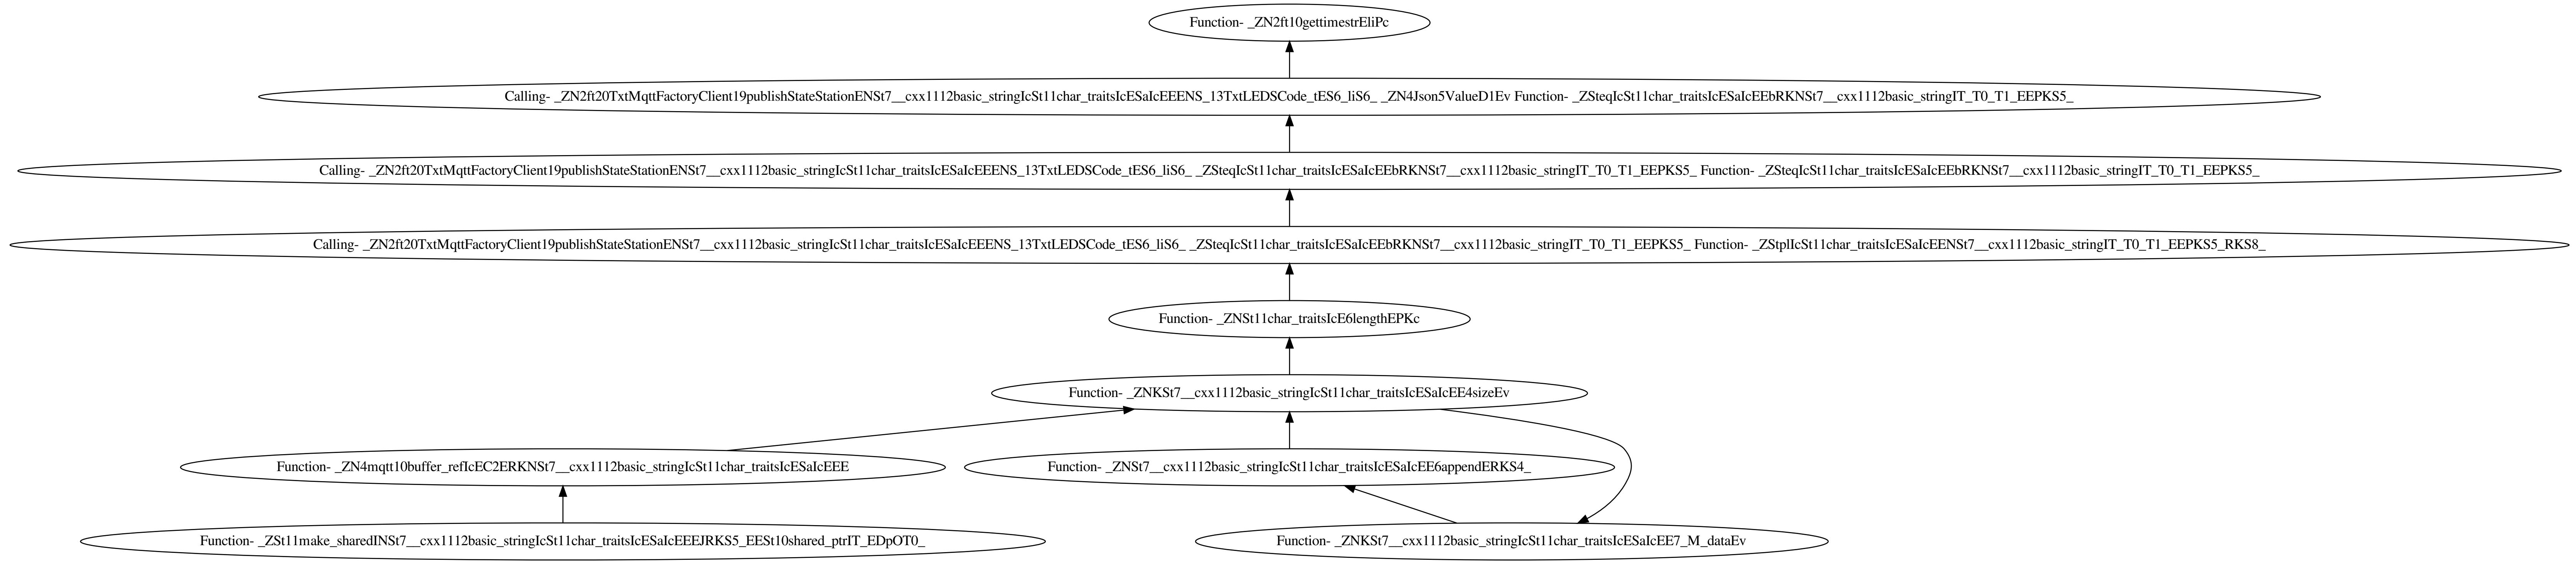 Function- _ZN2ft10gettimestrEliPc
Calling- _ZN2ft20TxtMqttFactoryClient19publishStateStationENSt7__cxx1112basic_stringIcSt11char_traitsIcESaIcEEENS_13TxtLEDSCode_tES6_liS6_ _ZN4Json5ValueD1Ev Function- _ZSteqIcSt11char_traitsIcESaIcEEbRKNSt7__cxx1112basic_stringIT_T0_T1_EEPKS5_
Calling- _ZN2ft20TxtMqttFactoryClient19publishStateStationENSt7__cxx1112basic_stringIcSt11char_traitsIcESaIcEEENS_13TxtLEDSCode_tES6_liS6_ _ZSteqIcSt11char_traitsIcESaIcEEbRKNSt7__cxx1112basic_stringIT_T0_T1_EEPKS5_ Function- _ZSteqIcSt11char_traitsIcESaIcEEbRKNSt7__cxx1112basic_stringIT_T0_T1_EEPKS5_
Calling- _ZN2ft20TxtMqttFactoryClient19publishStateStationENSt7__cxx1112basic_stringIcSt11char_traitsIcESaIcEEENS_13TxtLEDSCode_tES6_liS6_ _ZSteqIcSt11char_traitsIcESaIcEEbRKNSt7__cxx1112basic_stringIT_T0_T1_EEPKS5_ Function- _ZStplIcSt11char_traitsIcESaIcEENSt7__cxx1112basic_stringIT_T0_T1_EEPKS5_RKS8_
Function- _ZNSt11char_traitsIcE6lengthEPKc
Function- _ZNKSt7__cxx1112basic_stringIcSt11char_traitsIcESaIcEE4sizeEv
Function- _ZN4mqtt10buffer_refIcEC2ERKNSt7__cxx1112basic_stringIcSt11char_traitsIcESaIcEEE
Function- _ZNSt7__cxx1112basic_stringIcSt11char_traitsIcESaIcEE6appendERKS4_
Function- _ZSt11make_sharedINSt7__cxx1112basic_stringIcSt11char_traitsIcESaIcEEEJRKS5_EESt10shared_ptrIT_EDpOT0_
Function- _ZNKSt7__cxx1112basic_stringIcSt11char_traitsIcESaIcEE7_M_dataEv